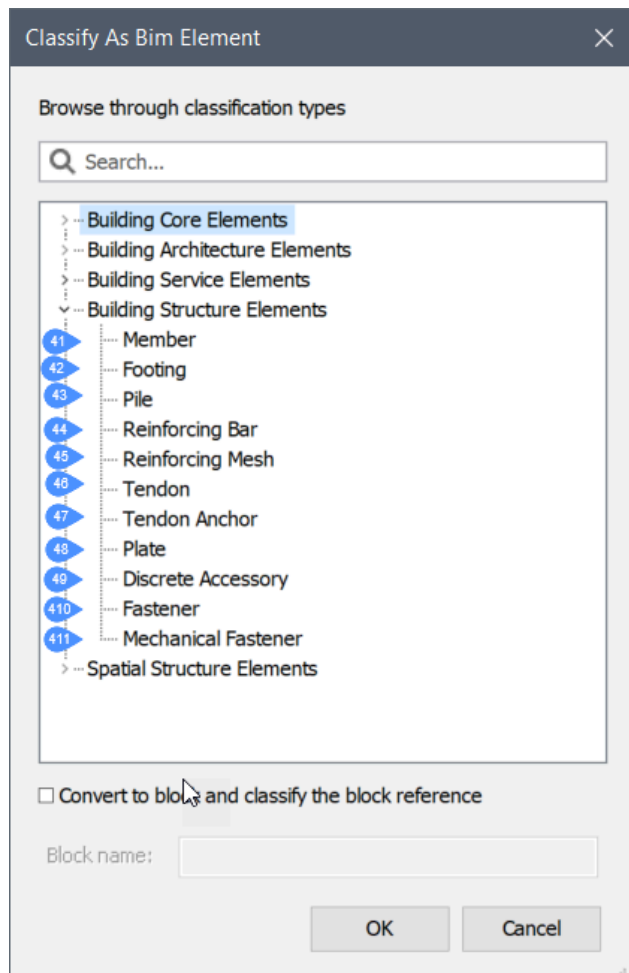 Classify As Bim Element
Browse through classification types
Search...
Building Core Elements
Building Architecture Elements
Building Service Elements
Building Structure Elements
41 Member
42 Footing
43 Pile
44 Reinforcing Bar
45 Reinforcing Mesh
46 Tendon
47 Tendon Anchor
48 Plate
49 Discrete Accessory
410 Fastener
411 Mechanical Fastener
Spatial Structure Elements
Convert to block and classify the block reference
Block name:
OK Cancel